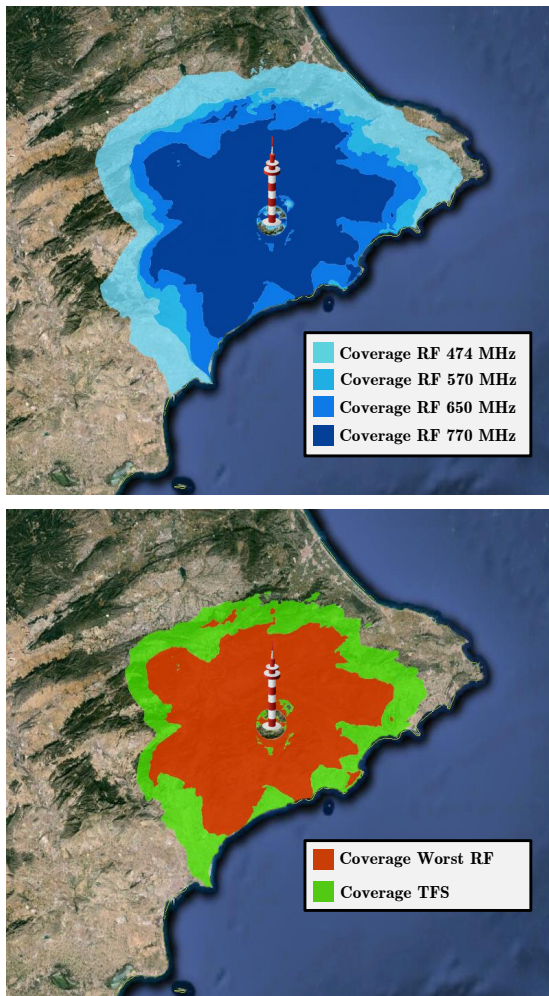 Coverage RF 474 MHz
Coverage RF 570 MHz
Coverage RF 650 MHz
Coverage RF 770 MHz
Coverage Worst RF
Coverage TFS